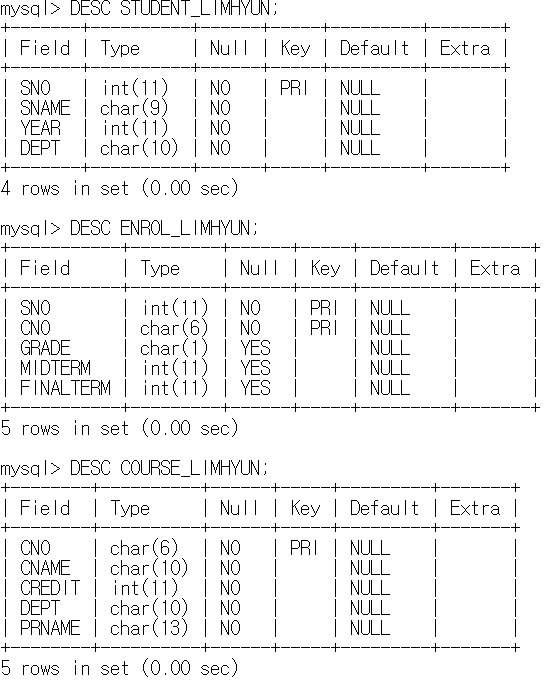 mysql> DESC STUDENT_LIMHYUN;
+-------+----------+------+-----+---------+-------+
| Field | Type     | Null | Key | Default | Extra |
+-------+----------+------+-----+---------+-------+
| SNO   | int(11)  | NO   | PRI | NULL    |       |
| SNAME | char(9)  | NO   |     | NULL    |       |
| YEAR  | int(11)  | NO   |     | NULL    |       |
| DEPT  | char(10) | NO   |     | NULL    |       |
+-------+----------+------+-----+---------+-------+
4 rows in set (0.00 sec)
mysql> DESC ENROL_LIMHYUN;
+-----------+---------+------+-----+---------+-------+
| Field     | Type    | Null | Key | Default | Extra |
+-----------+---------+------+-----+---------+-------+
| SNO       | int(11) | NO   | PRI | NULL    |       |
| CNO       | char(6) | NO   | PRI | NULL    |       |
| GRADE     | char(1) | YES  |     | NULL    |       |
| MIDTERM   | int(11) | YES  |     | NULL    |       |
| FINALTERM | int(11) | YES  |     | NULL    |       |
+-----------+---------+------+-----+---------+-------+
5 rows in set (0.00 sec)
mysql> DESC COURSE_LIMHYUN;
+--------+----------+------+-----+---------+-------+
| Field  | Type     | Null | Key | Default | Extra |
+--------+----------+------+-----+---------+-------+
| CNO    | char(6)  | NO   | PRI | NULL    |       |
| CNAME  | char(10) | NO   |     | NULL    |       |
| CREDIT | int(11)  | NO   |     | NULL    |       |
| DEPT   | char(10) | NO   |     | NULL    |       |
| PRNAME | char(13) | NO   |     | NULL    |       |
+--------+----------+------+-----+---------+-------+
5 rows in set (0.00 sec)